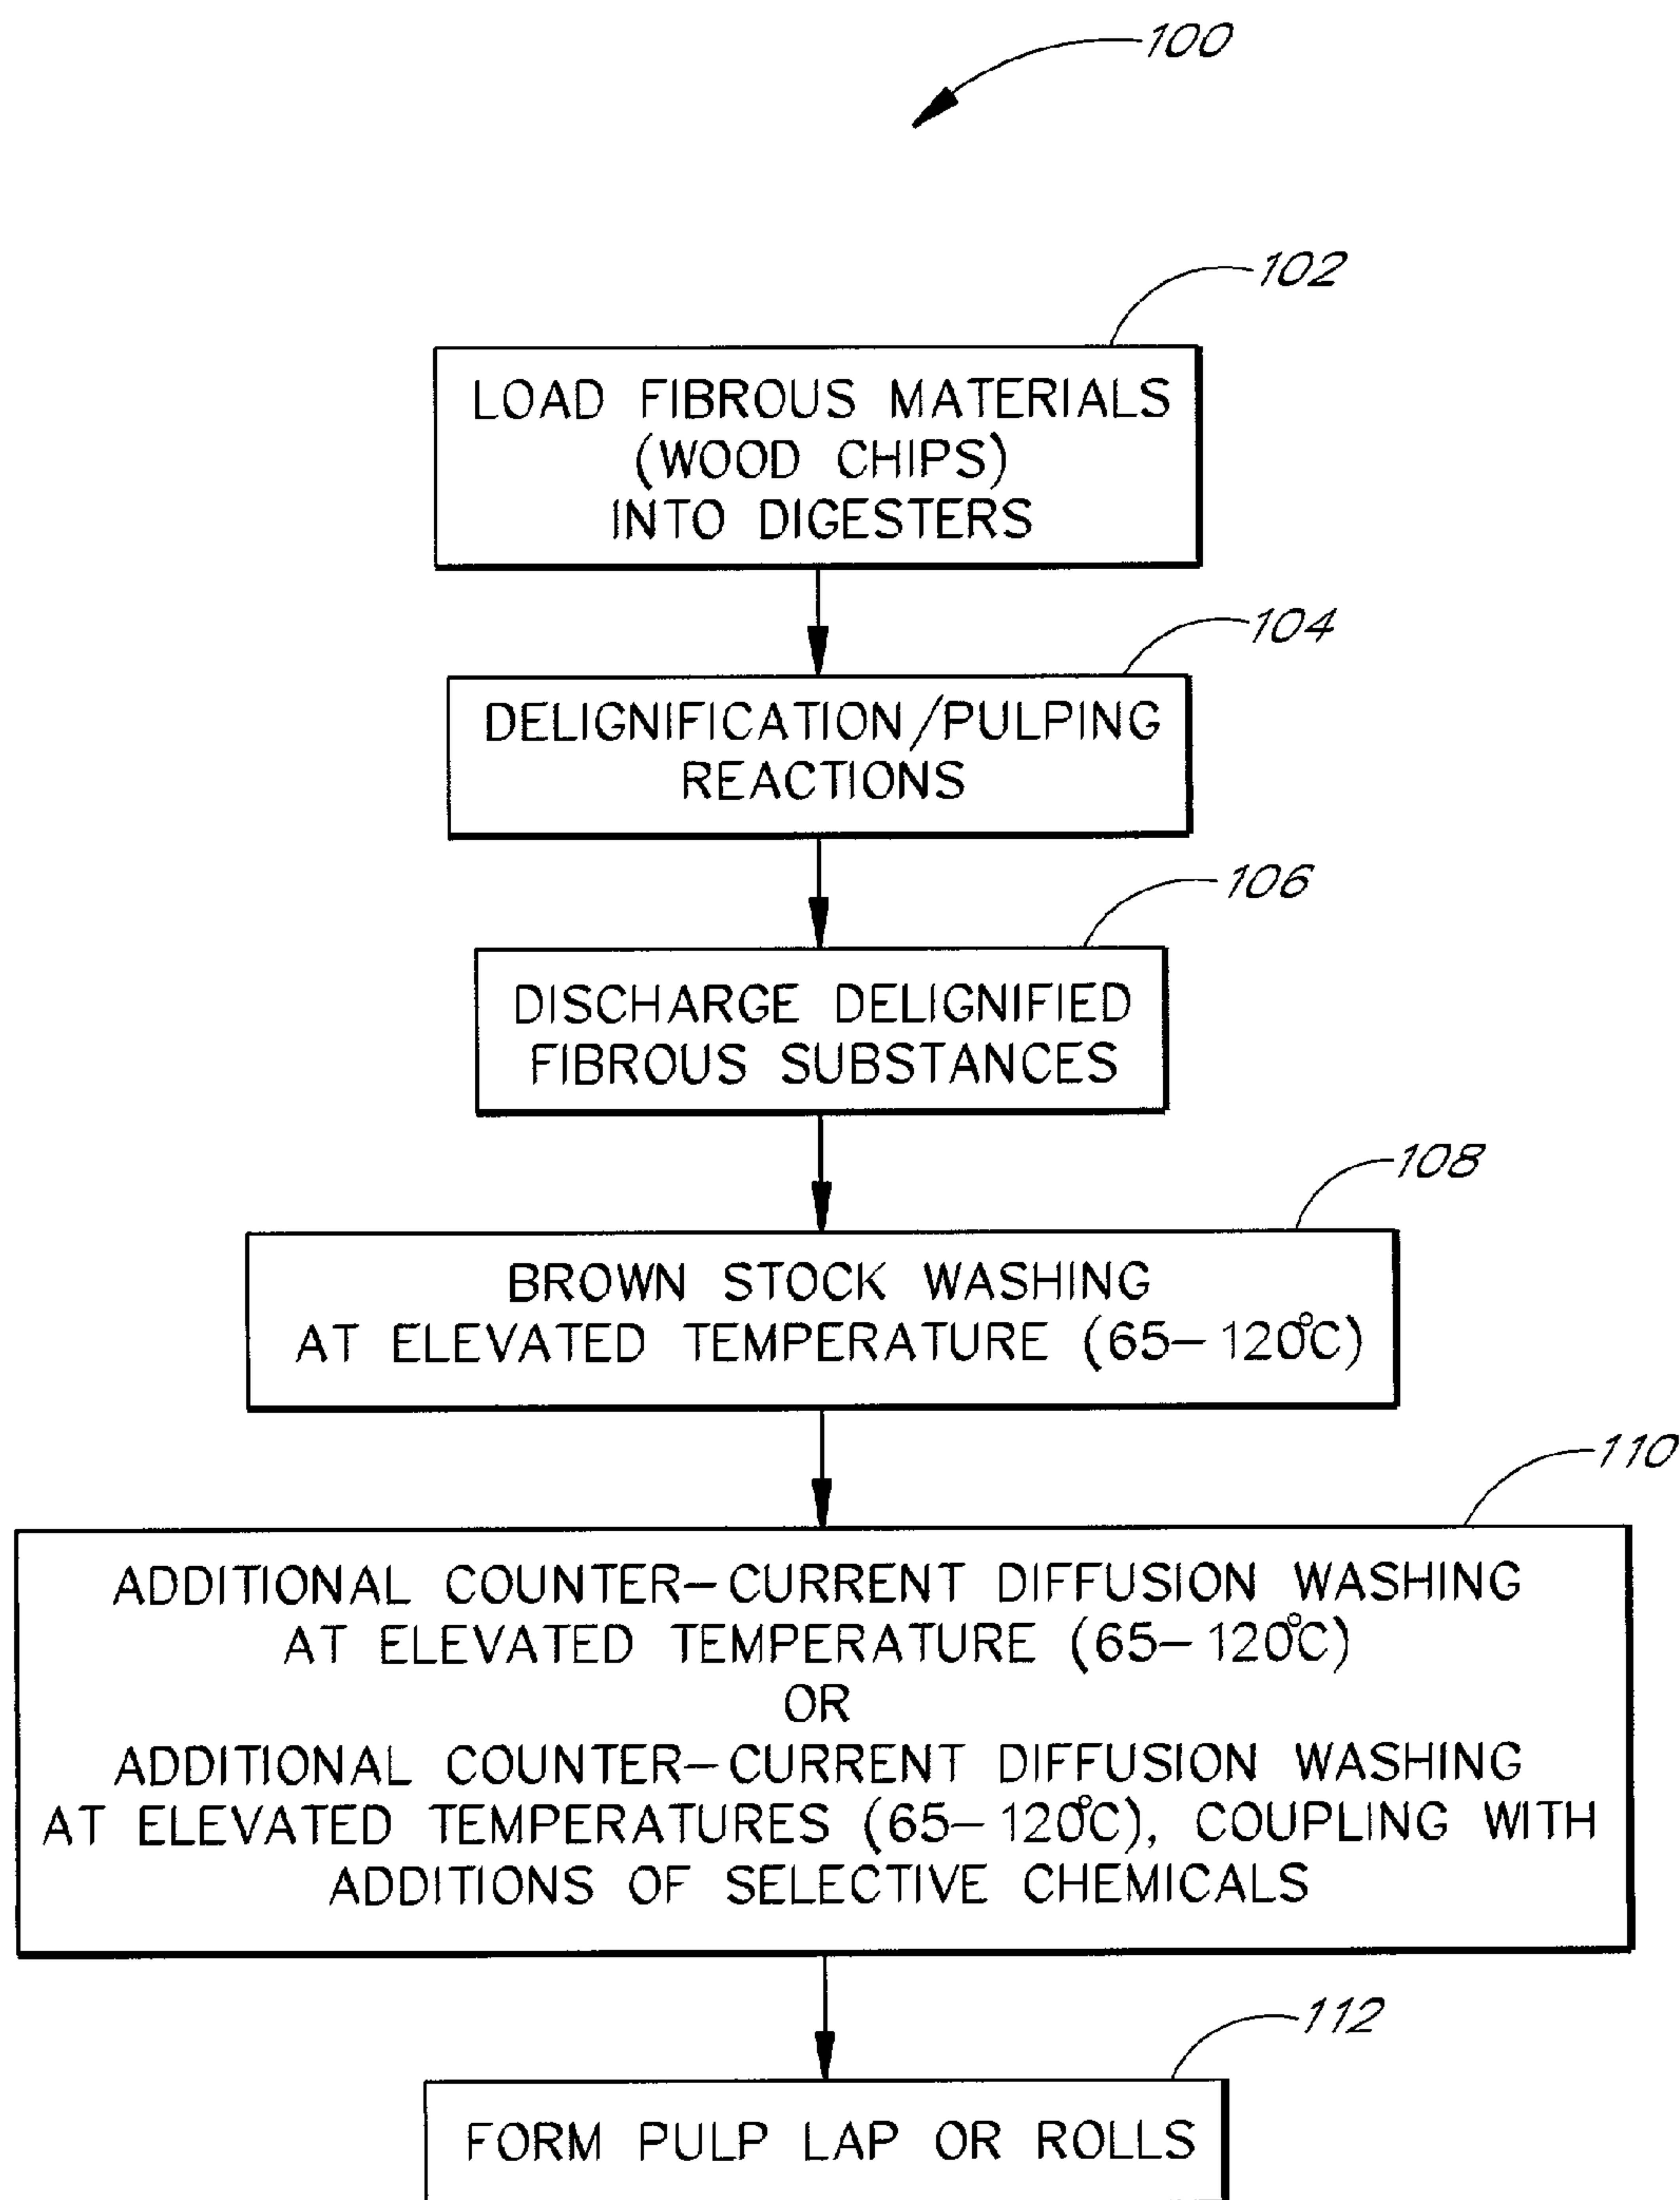 100
102
LOAD FIBROUS MATERIALS
(WOOD CHIPS)
INTO DIGESTERS
104
DELIGNIFICATION/PULPING
REACTIONS
106
DISCHARGE DELIGNIFIED
FIBROUS SUBSTANCES
108
BROWN STOCK WASHING
AT ELEVATED TEMPERATURE (65–120°C)
110
ADDITIONAL COUNTER–CURRENT DIFFUSION WASHING
AT ELEVATED TEMPERATURE (65–120°C)
OR
ADDITIONAL COUNTER–CURRENT DIFFUSION WASHING
AT ELEVATED TEMPERATURES (65–120°C), COUPLING WITH
ADDITIONS OF SELECTIVE CHEMICALS
112
FORM PULP LAP OR ROLLS